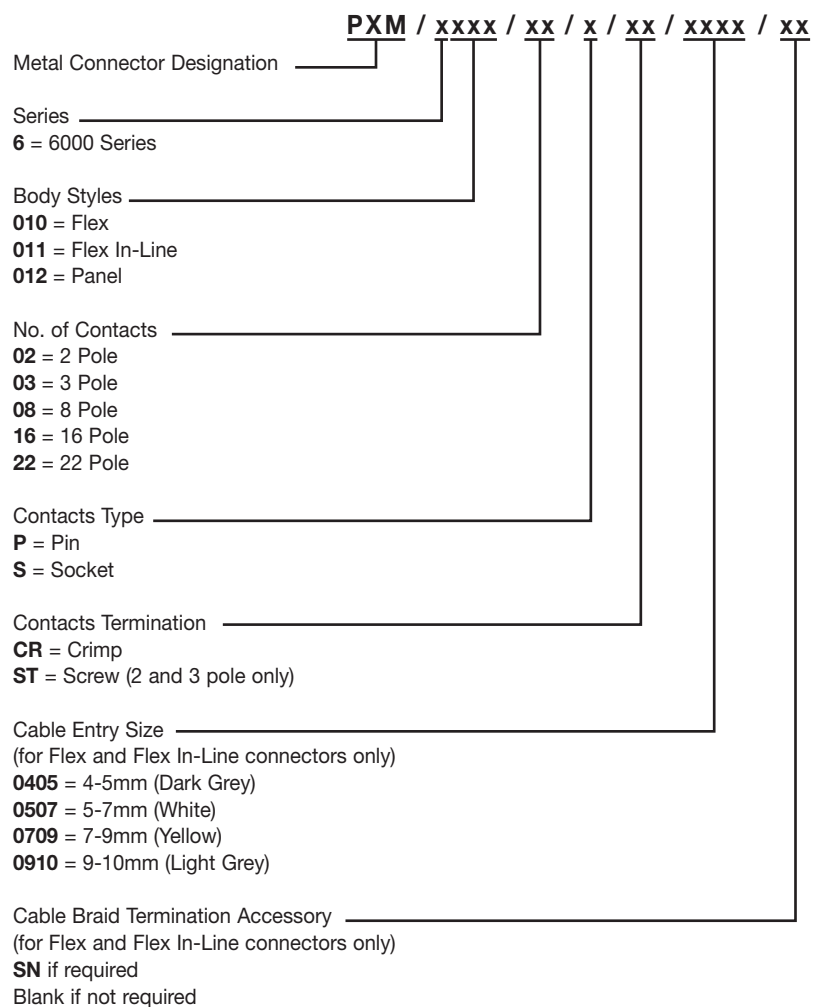 PXM / xxxx / xx / x / xx / xxxx / xx
Metal Connector Designation
Series
6 = 6000 Series
Body Styles
010 = Flex
011 = Flex In-Line
012 = Panel
No. of Contacts
02 = 2 Pole
03 = 3 Pole
08 = 8 Pole
16 = 16 Pole
22 = 22 Pole
Contacts Type
P = Pin
S = Socket
Contacts Termination
CR = Crimp
ST = Screw (2 and 3 pole only)
Cable Entry Size
(for Flex and Flex In-Line connectors only)
0405 = 4-5mm (Dark Grey)
0507 = 5-7mm (White)
0709 = 7-9mm (Yellow)
0910 = 9-10mm (Light Grey)
Cable Braid Termination Accessory
(for Flex and Flex In-Line connectors only)
SN if required
Blank if not required